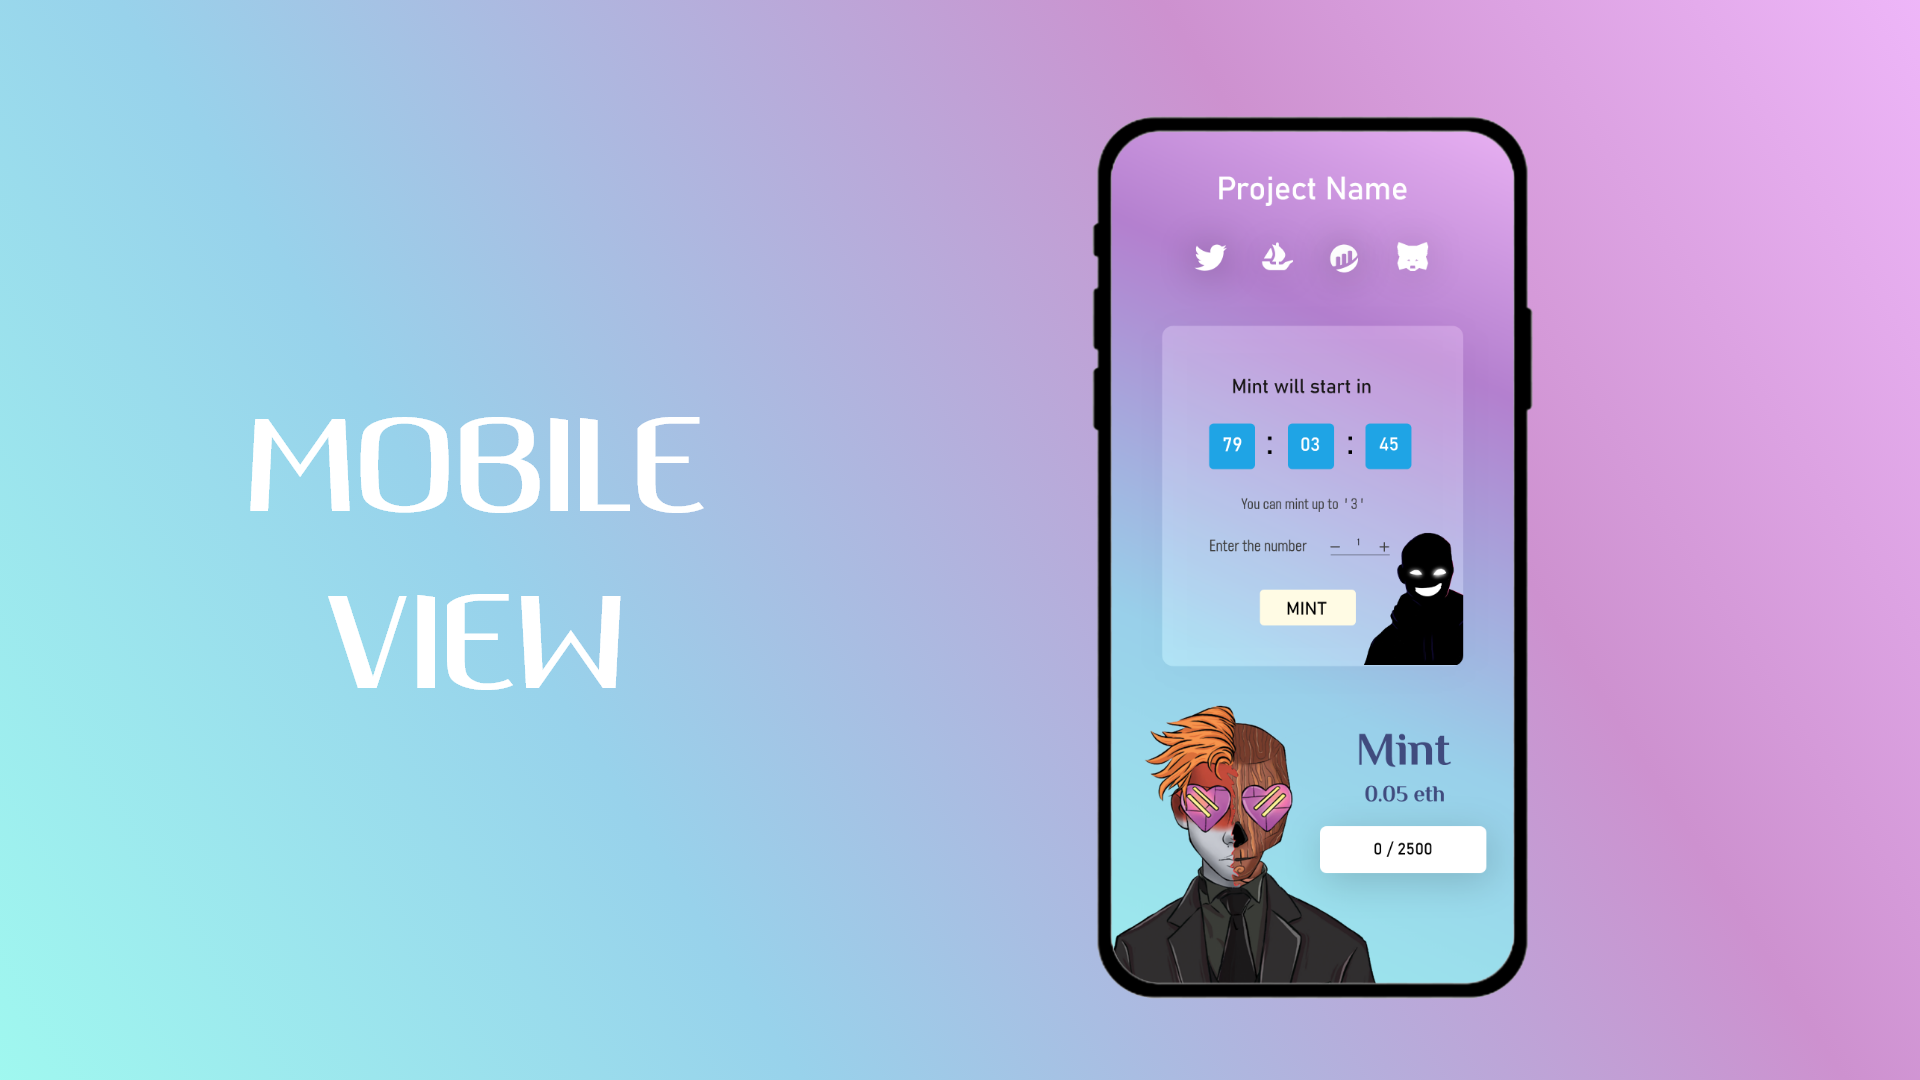 MOBILE
VIEW
Project Name
Mint will start in
79 : 03 : 45
You can mint up to ' 3 '
Enter the number − 1 +
MINT
Mint
0.05 eth
0 / 2500